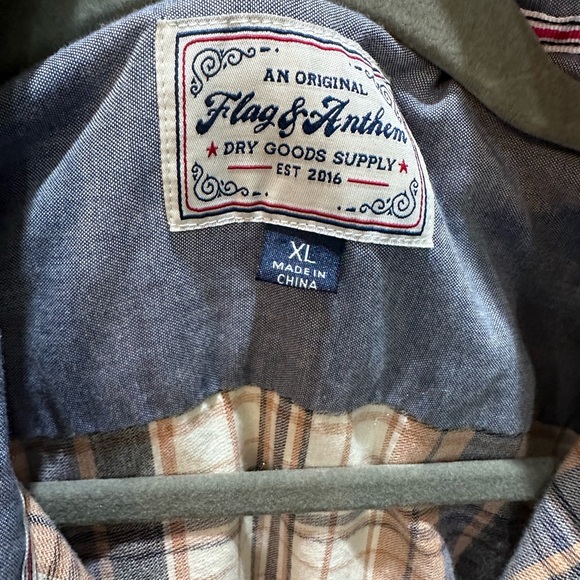 AN ORIGINAL
Flag & Anthem
DRY GOODS SUPPLY
EST 2016
XL
MADE IN
CHINA